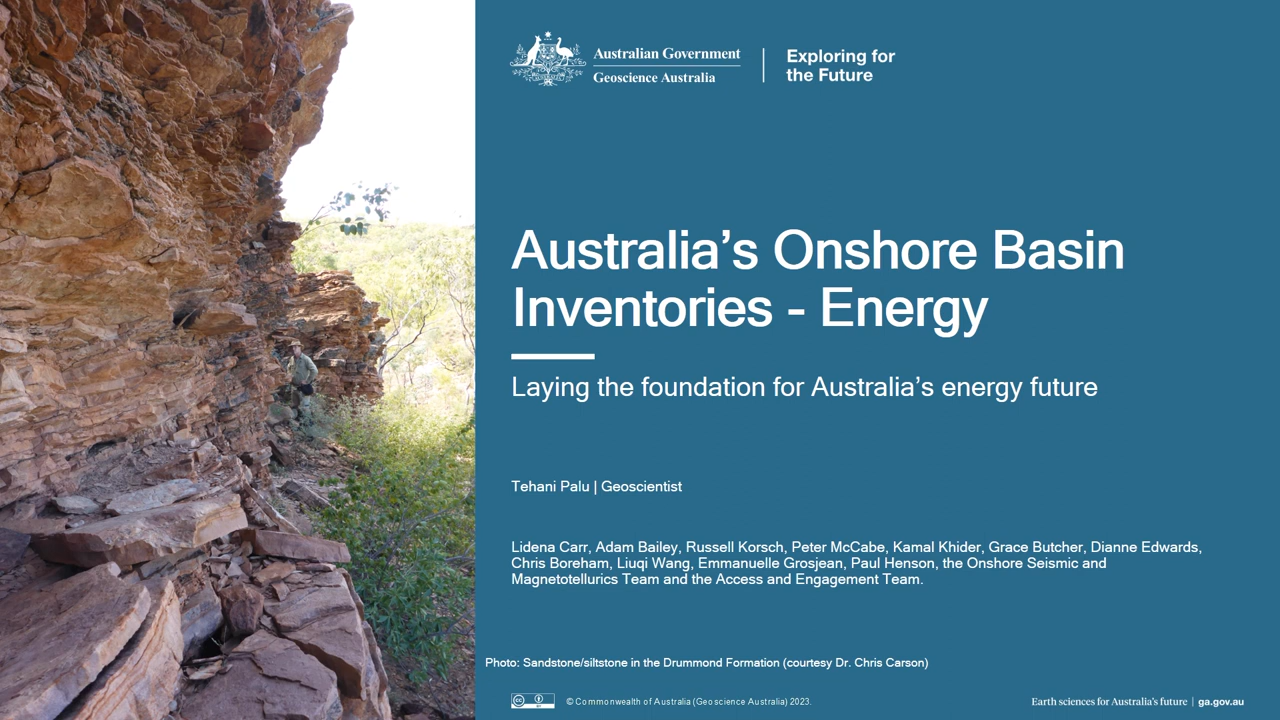 Australian Government
Geoscience Australia
Exploring for
the Future
Australia’s Onshore Basin
Inventories - Energy
Laying the foundation for Australia’s energy future
Tehani Palu | Geoscientist
Lidena Carr, Adam Bailey, Russell Korsch, Peter McCabe, Kamal Khider, Grace Butcher, Dianne Edwards,
Chris Boreham, Liuqi Wang, Emmanuelle Grosjean, Paul Henson, the Onshore Seismic and
Magnetotellurics Team and the Access and Engagement Team.
Photo: Sandstone/siltstone in the Drummond Formation (courtesy Dr. Chris Carson)
© Commonwealth of Australia (Geoscience Australia) 2023.
Earth sciences for Australia’s future | ga.gov.au